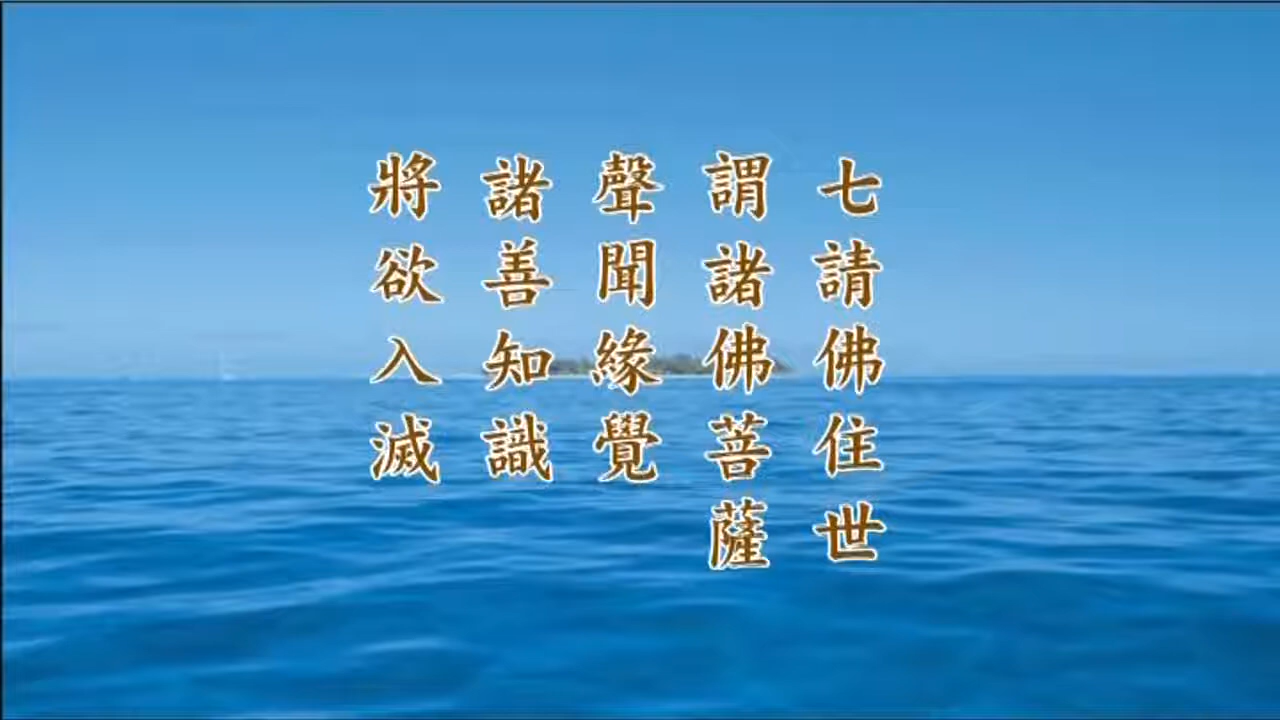 七請佛住世
謂諸佛菩薩
聲聞緣覺
諸善知識
將欲入滅